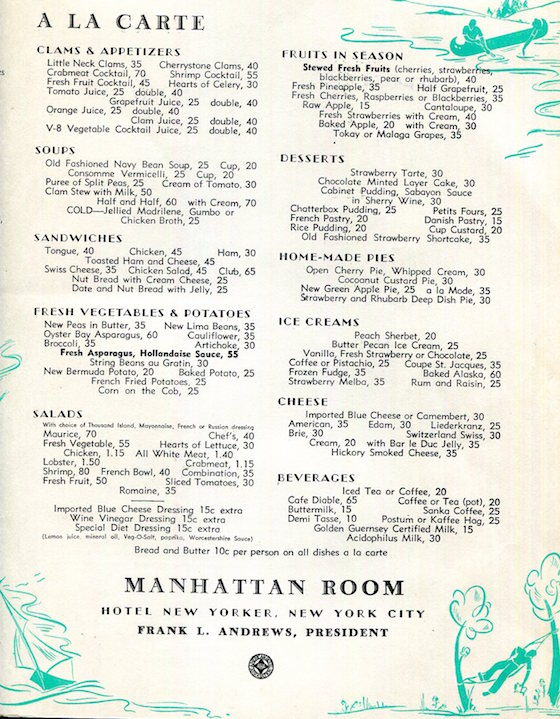 A LA CARTE
CLAMS & APPETIZERS
Little Neck Clams, 35 Cherrystone Clams, 40
Crabmeat Cocktail, 70 Shrimp Cocktail, 55
Fresh Fruit Cocktail, 45 Hearts of Celery, 30
Tomato Juice, 25 double, 40
Grapefruit Juice, 25 double, 40
Orange Juice, 25 double, 40
Clam Juice, 25 double, 40
V-8 Vegetable Cocktail Juice, 25 double, 40
SOUPS
Old Fashioned Navy Bean Soup, 25 Cup, 20
Consomme Vermicelli, 25 Cup, 20
Puree of Split Peas, 25 Cream of Tomato, 30
Clam Stew with Milk, 50
Half and Half, 60 with Cream, 70
COLD—Jellied Madrilene, Gumbo or
Chicken Broth, 25
SANDWICHES
Tongue, 40 Chicken, 45 Ham, 30
Toasted Ham and Cheese, 45
Swiss Cheese, 35 Chicken Salad, 45 Club, 65
Nut Bread with Cream Cheese, 25
Date and Nut Bread with Jelly, 25
FRESH VEGETABLES & POTATOES
New Peas in Butter, 35 New Lima Beans, 35
Oyster Bay Asparagus, 60 Cauliflower, 35
Broccoli, 35 Artichoke, 30
Fresh Asparagus, Hollandaise Sauce, 55
String Beans au Gratin, 30
New Bermuda Potato, 20 Baked Potato, 25
French Fried Potatoes, 25
Corn on the Cob, 25
SALADS
With choice of Thousand Island, Mayonnaise, French or Russian dressing
Maurice, 70 Chef's, 40
Fresh Vegetable, 55 Hearts of Lettuce, 30
Chicken, 1.15 All White Meat, 1.40
Lobster, 1.50 Crabmeat, 1.15
Shrimp, 80 French Bowl, 40 Combination, 35
Fresh Fruit, 50 Sliced Tomatoes, 30
Romaine, 35
Imported Blue Cheese Dressing 15c extra
Wine Vinegar Dressing 15c extra
Special Diet Dressing 15c extra
(Lemon juice, mineral oil, Veg-O-Salt, paprika, Worcestershire Sauce)
FRUITS IN SEASON
Stewed Fresh Fruits (cherries, strawberries,
blackberries, pear or rhubarb), 40
Fresh Pineapple, 35 Half Grapefruit, 25
Fresh Cherries, Raspberries or Blackberries, 35
Raw Apple, 15 Cantaloupe, 30
Fresh Strawberries with Cream, 40
Baked Apple, 20 with Cream, 30
Tokay or Malaga Grapes, 35
DESSERTS
Strawberry Tarte, 30
Chocolate Minted Layer Cake, 30
Cabinet Pudding, Sabayon Sauce
in Sherry Wine, 30
Chatterbox Pudding, 25 Petits Fours, 25
French Pastry, 20 Danish Pastry, 15
Rice Pudding, 20 Cup Custard, 20
Old Fashioned Strawberry Shortcake, 35
HOME-MADE PIES
Open Cherry Pie, Whipped Cream, 30
Cocoanut Custard Pie, 30
New Green Apple Pie, 25 a la Mode, 35
Strawberry and Rhubarb Deep Dish Pie, 30
ICE CREAMS
Peach Sherbet, 20
Butter Pecan Ice Cream, 25
Vanilla, Fresh Strawberry or Chocolate, 25
Coffee or Pistachio, 25 Coupe St. Jacques, 35
Frozen Fudge, 35 Baked Alaska, 60
Strawberry Melba, 35 Rum and Raisin, 25
CHEESE
Imported Blue Cheese or Camembert, 30
American, 35 Edam, 30 Liederkranz, 25
Brie, 30 Switzerland Swiss, 30
Cream, 20 with Bar le Duc Jelly, 35
Hickory Smoked Cheese, 35
BEVERAGES
Iced Tea or Coffee, 20
Cafe Diable, 65 Coffee or Tea (pot), 20
Buttermilk, 15 Sanka Coffee, 25
Demi Tasse, 10 Postum or Kaffee Hag, 25
Golden Guernsey Certified Milk, 15
Acidophilus Milk, 30
Bread and Butter 10c per person on all dishes a la carte
MANHATTAN ROOM
HOTEL NEW YORKER, NEW YORK CITY
FRANK L. ANDREWS, PRESIDENT